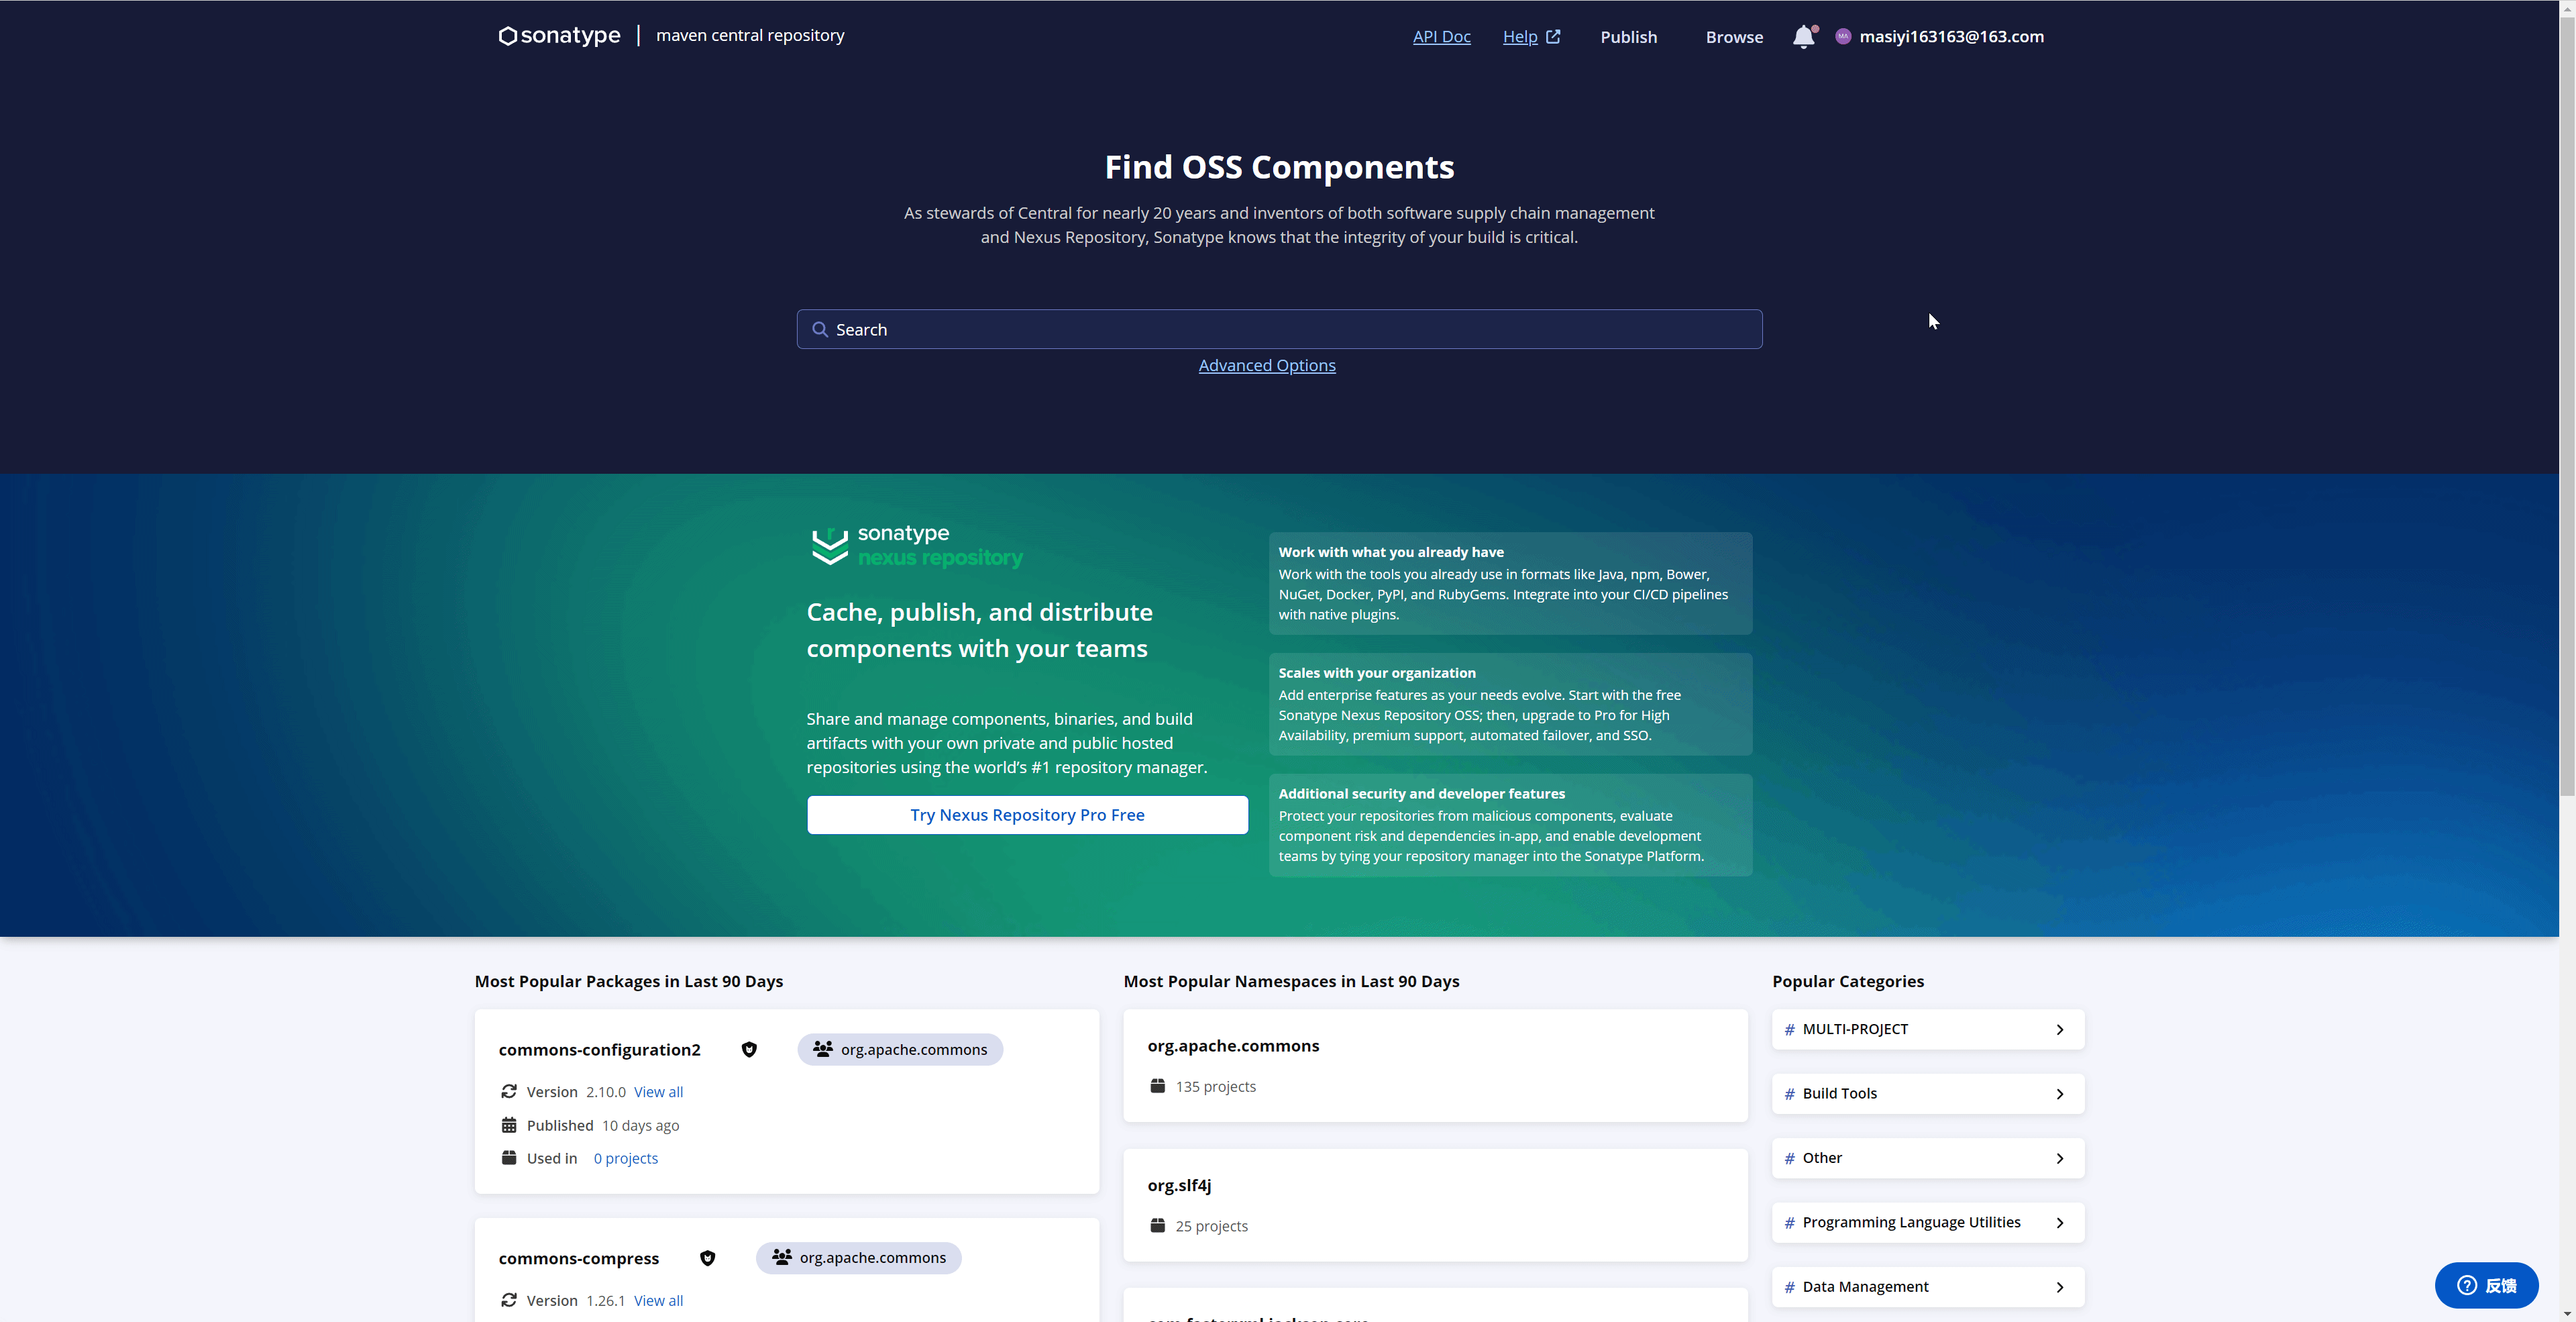 sonatype
maven central repository
API Doc
Help
Publish
Browse
MA
masiyi163163@163.com
Find OSS Components
As stewards of Central for nearly 20 years and inventors of both software supply chain management
and Nexus Repository, Sonatype knows that the integrity of your build is critical.
Search
Advanced Options
r
sonatype
nexus repository
Cache, publish, and distribute
components with your teams
Share and manage components, binaries, and build
artifacts with your own private and public hosted
repositories using the world’s #1 repository manager.
Try Nexus Repository Pro Free
Work with what you already have
Work with the tools you already use in formats like Java, npm, Bower,
NuGet, Docker, PyPI, and RubyGems. Integrate into your CI/CD pipelines
with native plugins.
Scales with your organization
Add enterprise features as your needs evolve. Start with the free
Sonatype Nexus Repository OSS; then, upgrade to Pro for High
Availability, premium support, automated failover, and SSO.
Additional security and developer features
Protect your repositories from malicious components, evaluate
component risk and dependencies in-app, and enable development
teams by tying your repository manager into the Sonatype Platform.
Most Popular Packages in Last 90 Days
commons-configuration2
org.apache.commons
Version 2.10.0 View all
Published 10 days ago
Used in 0 projects
commons-compress
org.apache.commons
Version 1.26.1 View all
Most Popular Namespaces in Last 90 Days
org.apache.commons
135 projects
org.slf4j
25 projects
Popular Categories
# MULTI-PROJECT
# Build Tools
# Other
# Programming Language Utilities
# Data Management
反馈